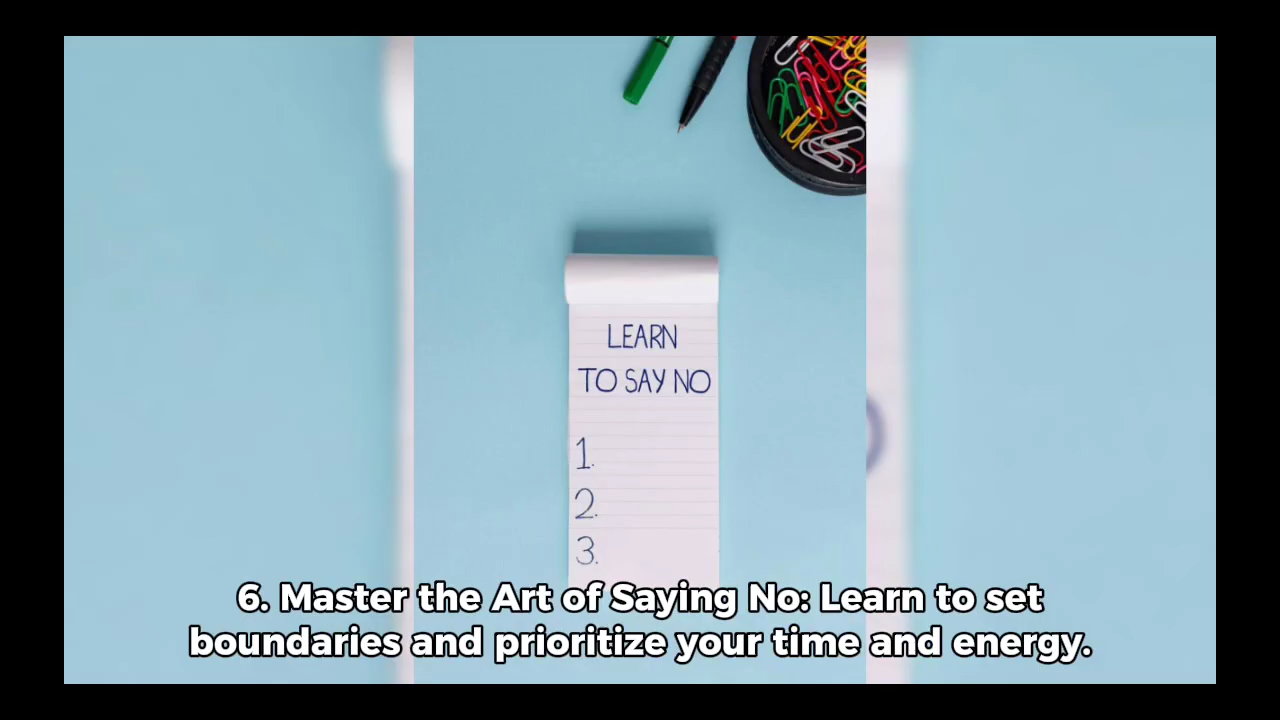 LEARN
TO SAY NO
1.
2.
3.
6. Master the Art of Saying No: Learn to set
boundaries and prioritize your time and energy.